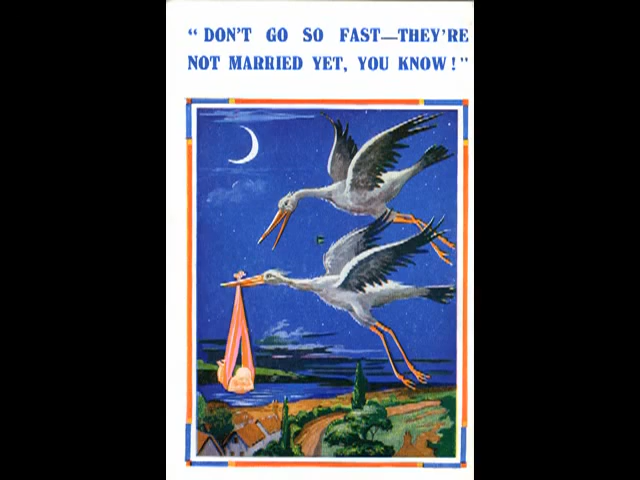 “ DON’T GO SO FAST—THEY’RE
NOT MARRIED YET, YOU KNOW ! ”